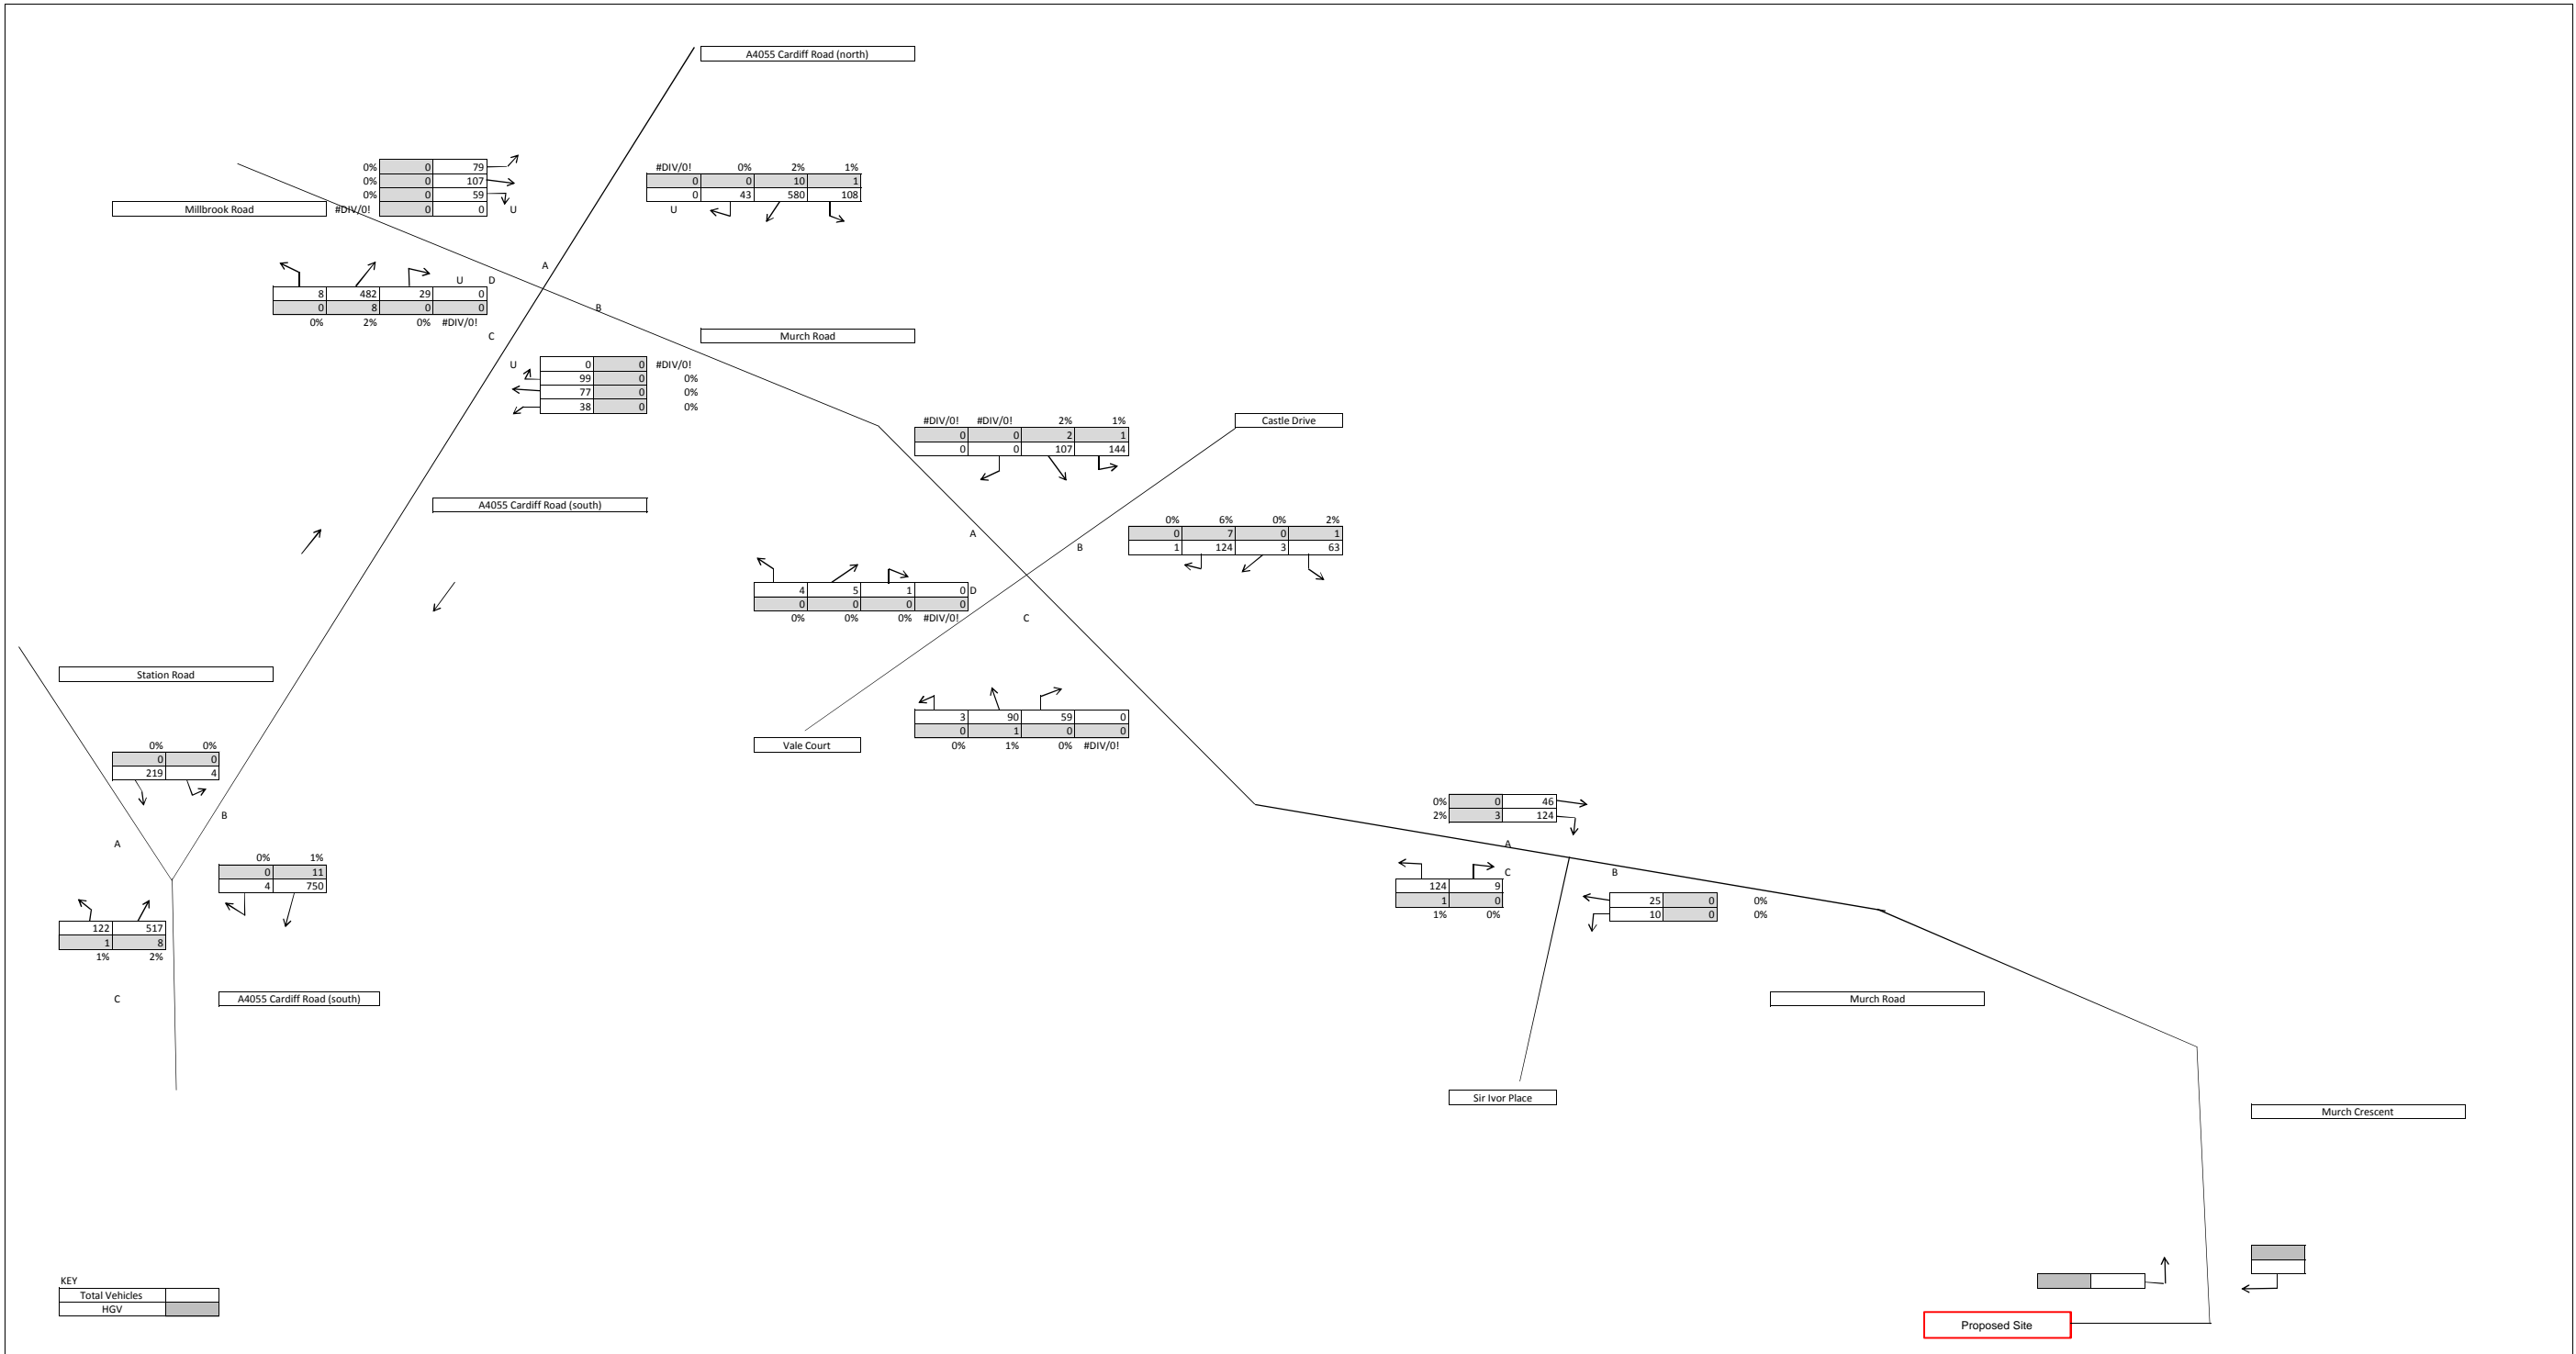 A4055 Cardiff Road (north)
0% 0 79
0% 0 107
0% 0 59
Millbrook Road #DIV/0! 0 0 U
#DIV/0! 0% 2% 1%
0 0 10 1
0 43 580 108
U
A
U D
8 482 29 0
0 8 0 0
0% 2% 0% #DIV/0!
B
C
Murch Road
U 0 0 #DIV/0!
99 0 0%
77 0 0%
38 0 0%
#DIV/0! #DIV/0! 2% 1%
0 0 2 1
0 0 107 144
Castle Drive
A4055 Cardiff Road (south)
A
B
0% 6% 0% 2%
0 7 0 1
1 124 3 63
4 5 1 0 D
0 0 0 0
0% 0% 0% #DIV/0!
C
Station Road
3 90 59 0
0 1 0 0
0% 1% 0% #DIV/0!
Vale Court
0% 0%
0 0
219 4
B
A
0% 1%
0 11
4 750
122 517
1 8
1% 2%
C
A4055 Cardiff Road (south)
0% 0 46
2% 3 124
A
C
B
124 9
1 0
1% 0%
25 0 0%
10 0 0%
Murch Road
Sir Ivor Place
Murch Crescent
KEY
Total Vehicles
HGV
Proposed Site